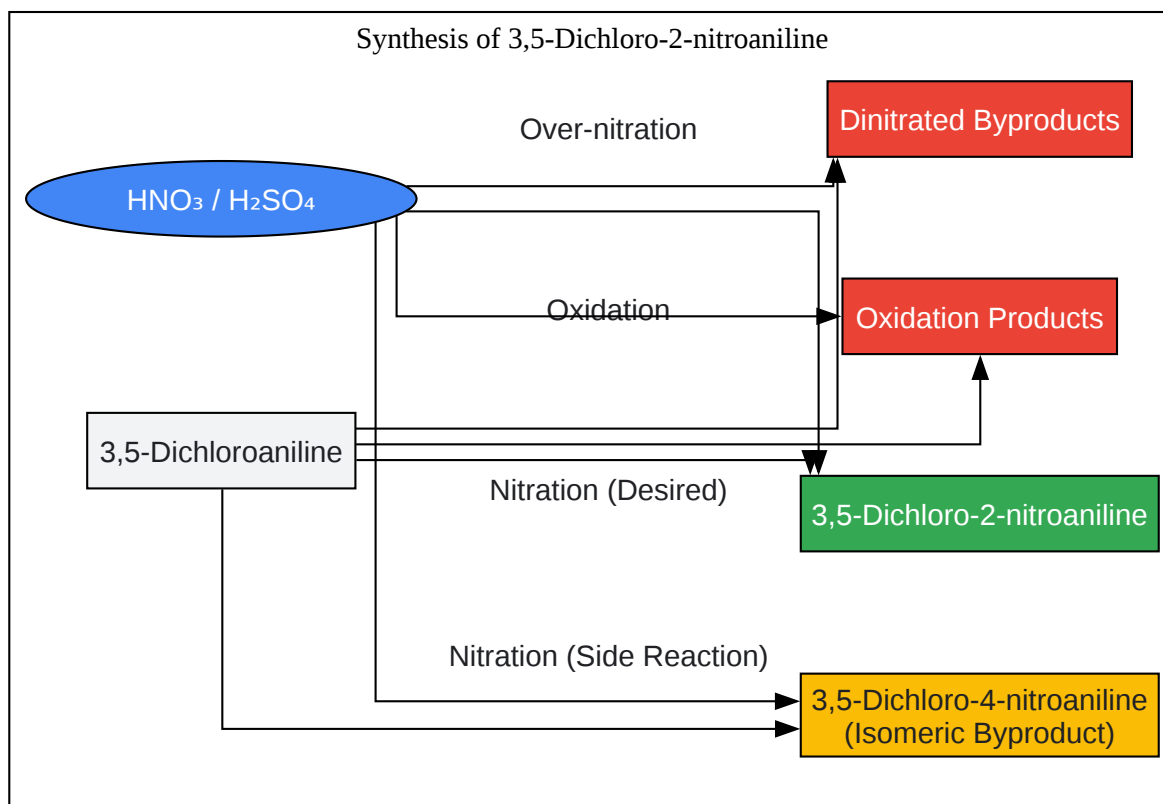 Synthesis of 3,5-Dichloro-2-nitroaniline
Over-nitration
Dinitrated Byproducts
HNO₃ / H₂SO₄
Oxidation
Oxidation Products
3,5-Dichloroaniline
Nitration (Desired)
3,5-Dichloro-2-nitroaniline
Nitration (Side Reaction)
3,5-Dichloro-4-nitroaniline
(Isomeric Byproduct)